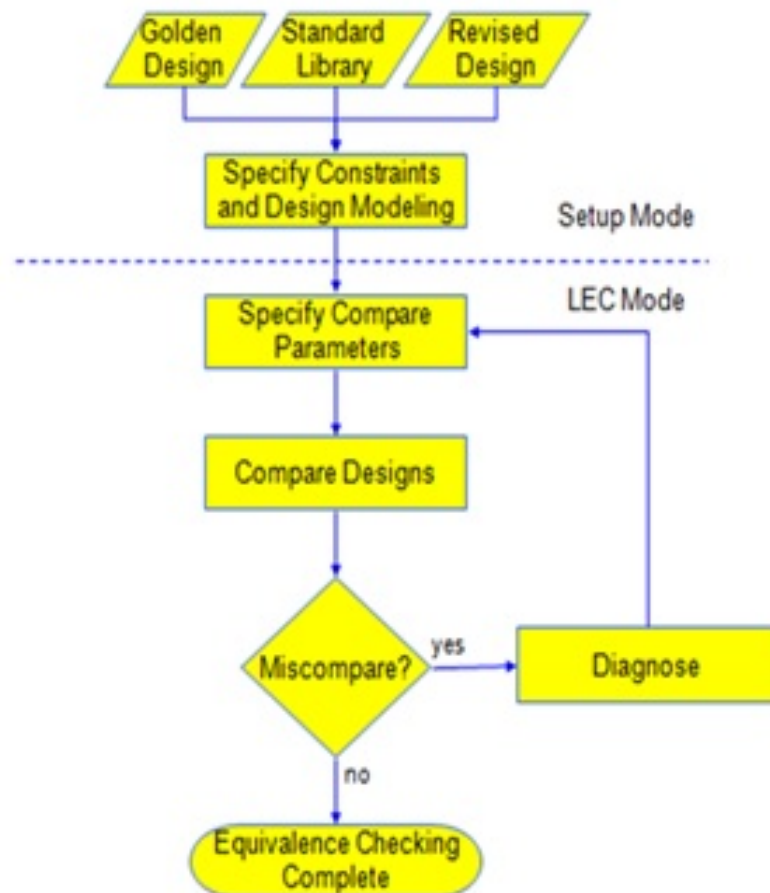 Golden
Design
Standard
Library
Revised
Design
Specify Constraints
and Design Modeling
Setup Mode
LEC Mode
Specify Compare
Parameters
Compare Designs
Miscompare?
yes
Diagnose
no
Equivalence Checking
Complete